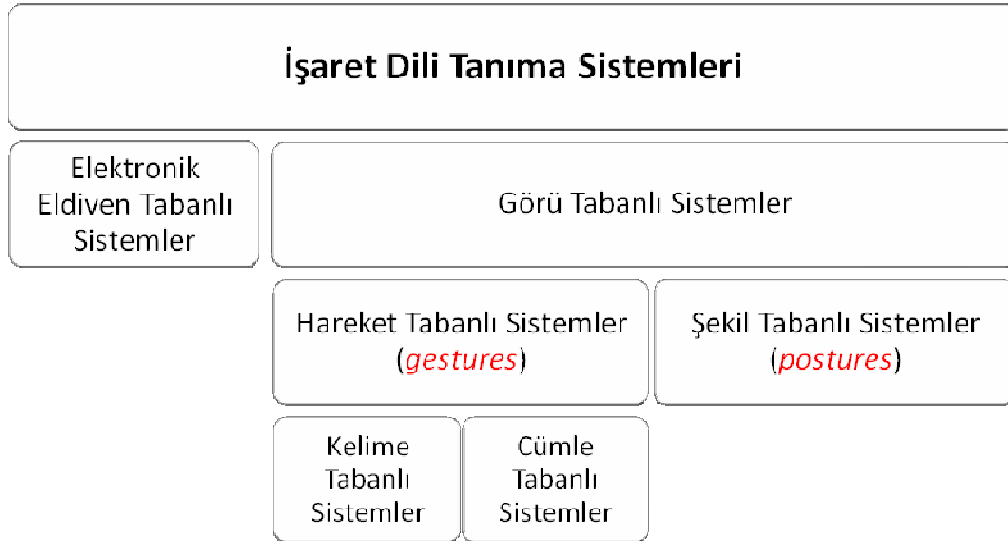 İşaret Dili Tanıma Sistemleri
Elektronik
Eldiven Tabanlı
Sistemler
Görü Tabanlı Sistemler
Hareket Tabanlı Sistemler
(gestures)
Şekil Tabanlı Sistemler
(postures)
Kelime
Tabanlı
Sistemler
Cümle
Tabanlı
Sistemler